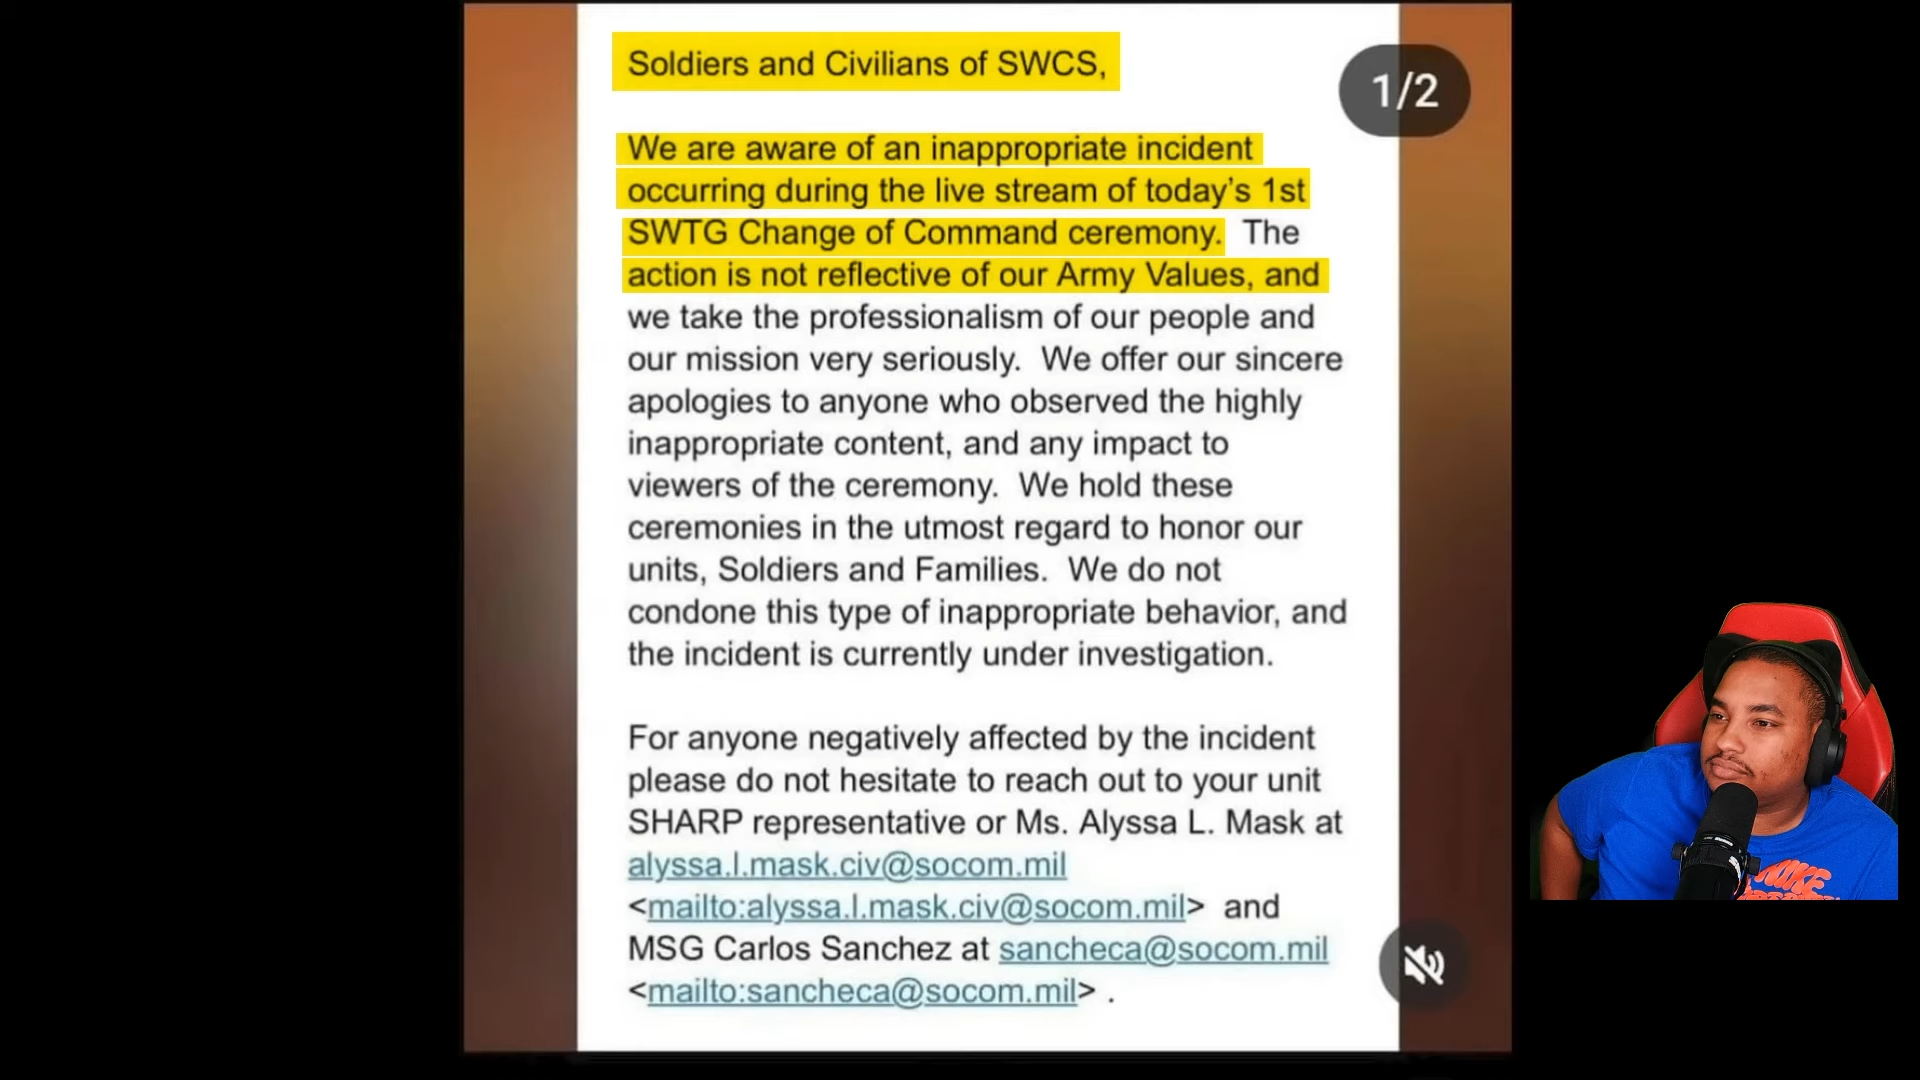 Soldiers and Civilians of SWCS,
1/2
We are aware of an inappropriate incident
occurring during the live stream of today's 1st
SWTG Change of Command ceremony.  The
action is not reflective of our Army Values, and
we take the professionalism of our people and
our mission very seriously.  We offer our sincere
apologies to anyone who observed the highly
inappropriate content, and any impact to
viewers of the ceremony.  We hold these
ceremonies in the utmost regard to honor our
units, Soldiers and Families.  We do not
condone this type of inappropriate behavior, and
the incident is currently under investigation.
For anyone negatively affected by the incident
please do not hesitate to reach out to your unit
SHARP representative or Ms. Alyssa L. Mask at
alyssa.l.mask.civ@socom.mil
<mailto:alyssa.l.mask.civ@socom.mil>  and
MSG Carlos Sanchez at sancheca@socom.mil
<mailto:sancheca@socom.mil> .
NIKE